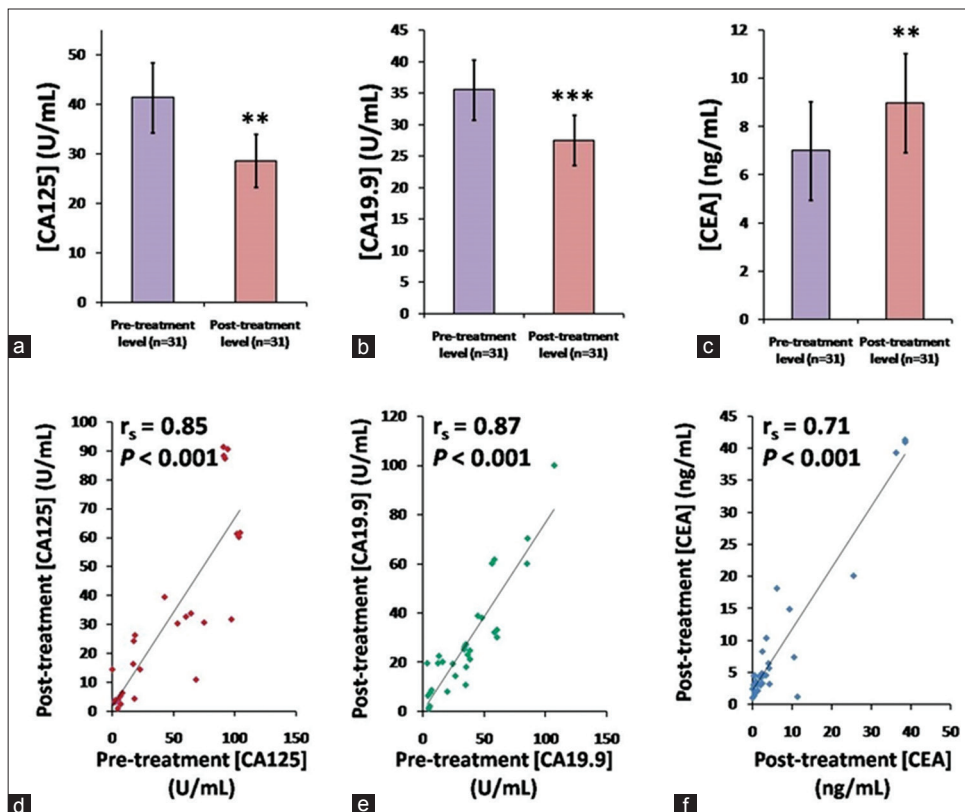 [CA125] (U/mL)
50
40
30
20
10
0
**
Pre-treatment level (n=31)
Post-treatment level (n=31)
a
[CA19.9] (U/mL)
45
40
35
30
25
20
15
10
5
0
***
Pre-treatment level (n=31)
Post-treatment level (n=31)
b
[CEA] (ng/mL)
12
10
8
6
4
2
0
**
Pre-treatment level (n=31)
Post-treatment level (n=31)
c
Post-treatment [CA125] (U/mL)
100
90
80
70
60
50
40
30
20
10
0
rs = 0.85
P < 0.001
0 50 100 150
Pre-treatment [CA125]
(U/mL)
d
Post-treatment [CA19.9] (U/mL)
120
100
80
60
40
20
0
rs = 0.87
P < 0.001
0 50 100 150
Pre-treatment [CA19.9]
(U/mL)
e
Post-treatment [CEA] (ng/mL)
45
40
35
30
25
20
15
10
5
0
rs = 0.71
P < 0.001
0 10 20 30 40 50
Post-treatment [CEA]
(ng/mL)
f